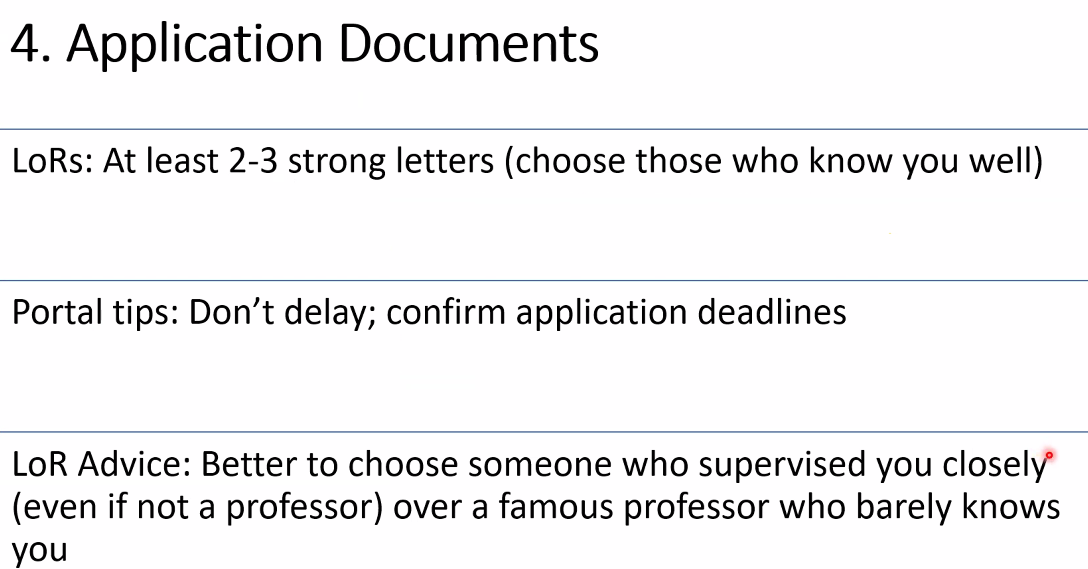 4. Application Documents
LoRs: At least 2-3 strong letters (choose those who know you well)
Portal tips: Don’t delay; confirm application deadlines
LoR Advice: Better to choose someone who supervised you closely
(even if not a professor) over a famous professor who barely knows
you